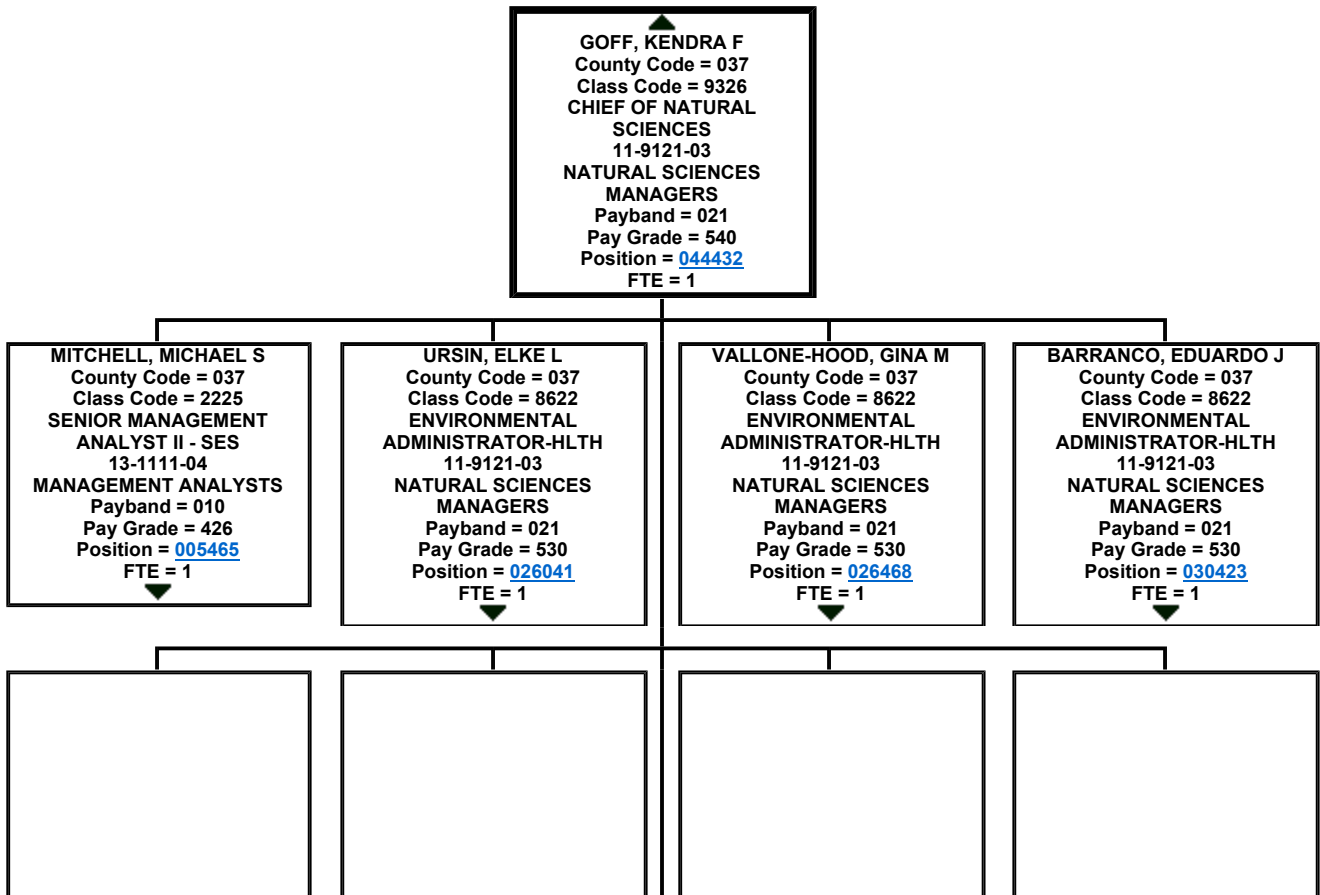 GOFF, KENDRA F
County Code = 037
Class Code = 9326
CHIEF OF NATURAL
SCIENCES
11-9121-03
NATURAL SCIENCES
MANAGERS
Payband = 021
Pay Grade = 540
Position = 044432
FTE = 1
MITCHELL, MICHAEL S
County Code = 037
Class Code = 2225
SENIOR MANAGEMENT
ANALYST II - SES
13-1111-04
MANAGEMENT ANALYSTS
Payband = 010
Pay Grade = 426
Position = 005465
FTE = 1
URSIN, ELKE L
County Code = 037
Class Code = 8622
ENVIRONMENTAL
ADMINISTRATOR-HLTH
11-9121-03
NATURAL SCIENCES
MANAGERS
Payband = 021
Pay Grade = 530
Position = 026041
FTE = 1
VALLONE-HOOD, GINA M
County Code = 037
Class Code = 8622
ENVIRONMENTAL
ADMINISTRATOR-HLTH
11-9121-03
NATURAL SCIENCES
MANAGERS
Payband = 021
Pay Grade = 530
Position = 026468
FTE = 1
BARRANCO, EDUARDO J
County Code = 037
Class Code = 8622
ENVIRONMENTAL
ADMINISTRATOR-HLTH
11-9121-03
NATURAL SCIENCES
MANAGERS
Payband = 021
Pay Grade = 530
Position = 030423
FTE = 1